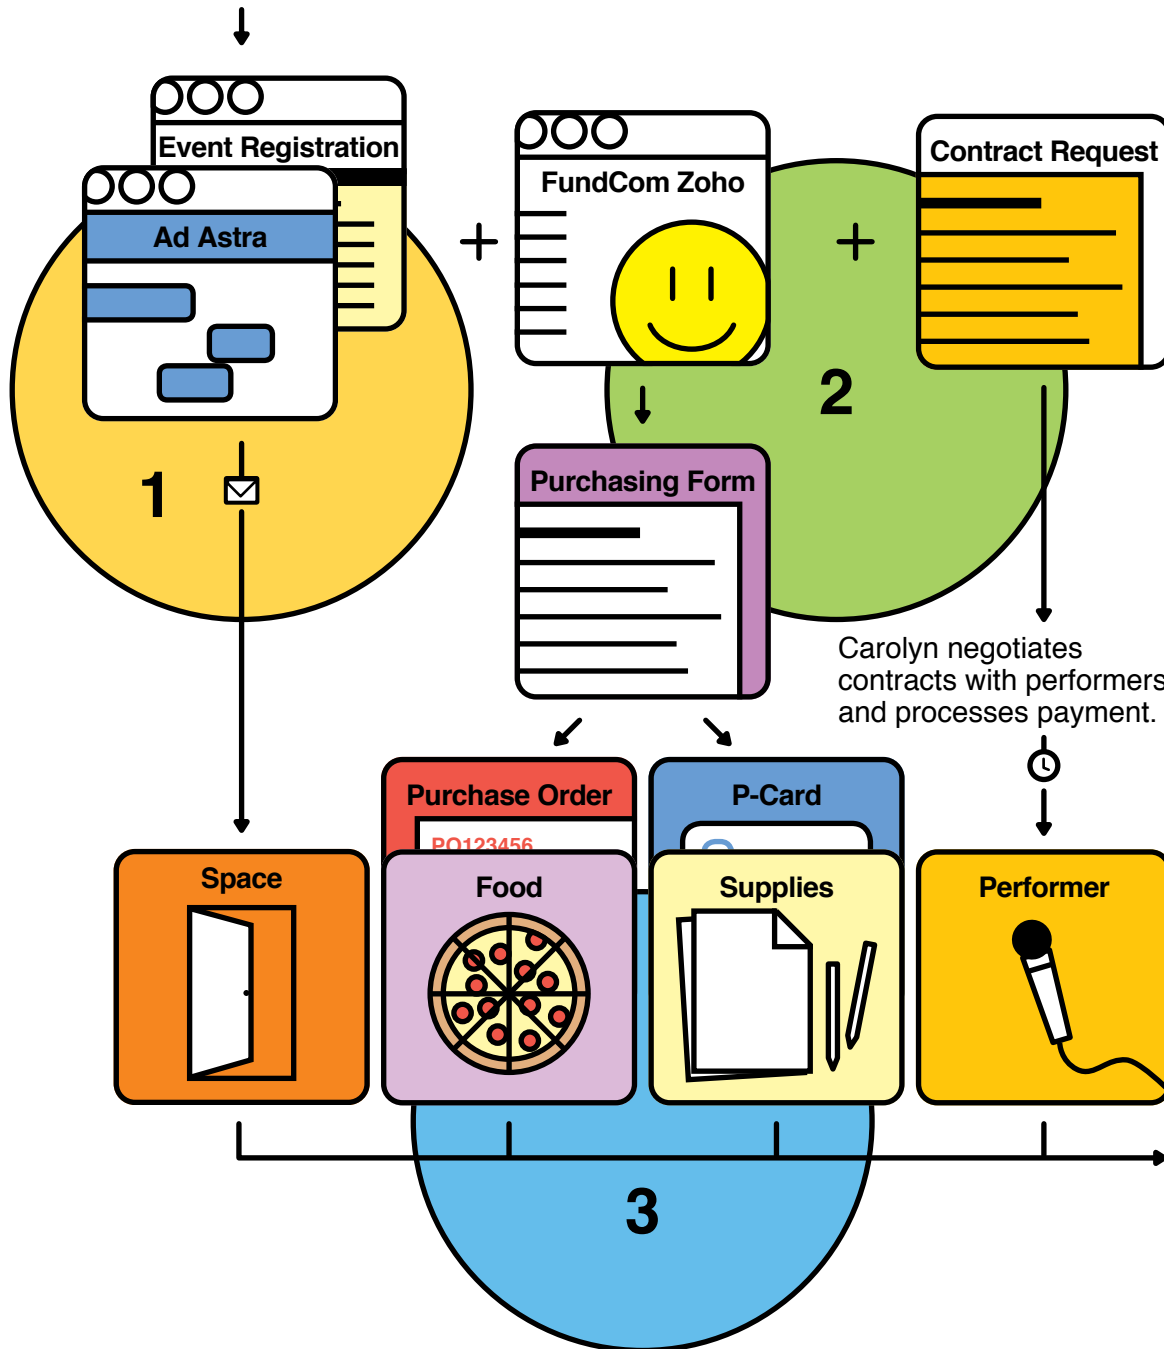 Event Registration
Ad Astra
FundCom Zoho
Contract Request
1
2
Purchasing Form
Carolyn negotiates
contracts with performers
and processes payment.
Purchase Order
PO123456
P-Card
Space
Food
Supplies
Performer
3